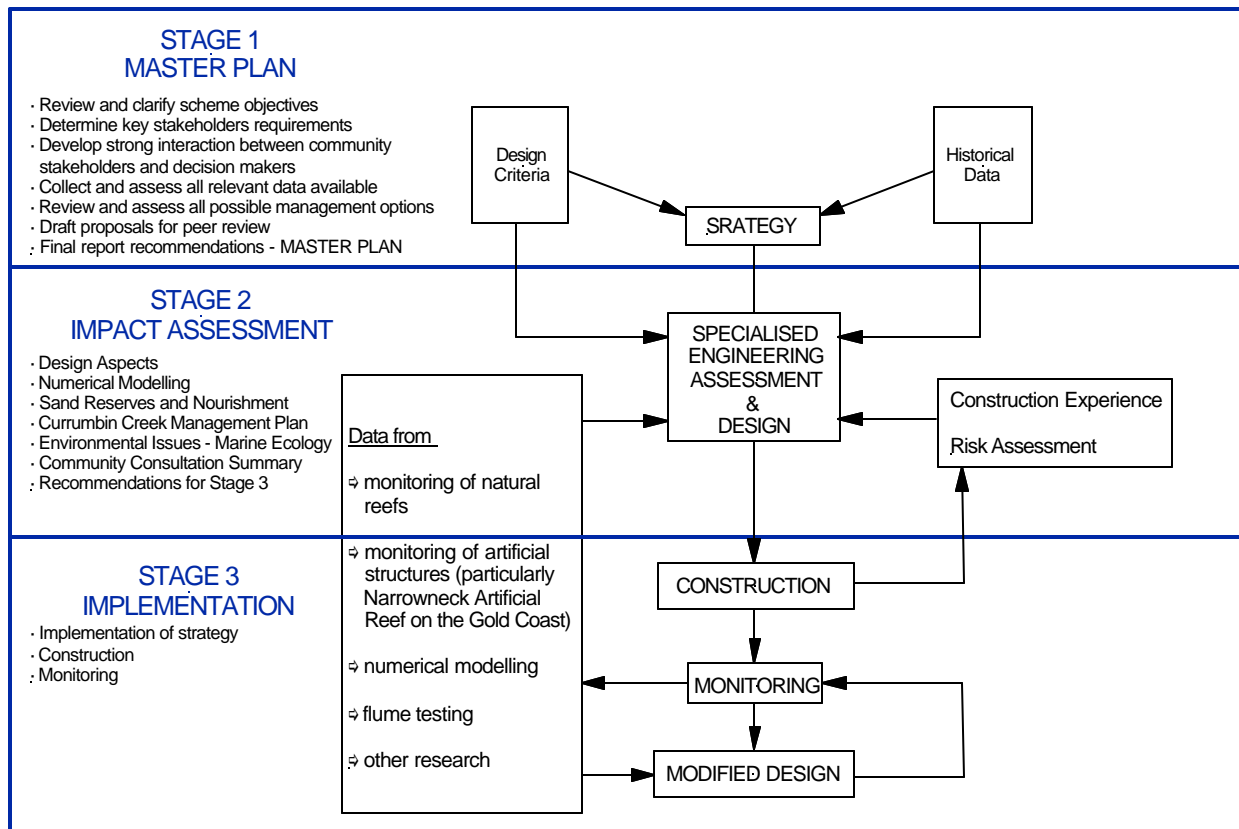 STAGE 1
MASTER PLAN
· Review and clarify scheme objectives
· Determine key stakeholders requirements
· Develop strong interaction between community
stakeholders and decision makers
· Collect and assess all relevant data available
· Review and assess all possible management options
· Draft proposals for peer review
· Final report recommendations - MASTER PLAN
Design
Criteria
Historical
Data
SRATEGY
STAGE 2
IMPACT ASSESSMENT
· Design Aspects
· Numerical Modelling
· Sand Reserves and Nourishment
· Currumbin Creek Management Plan
· Environmental Issues - Marine Ecology
· Community Consultation Summary
· Recommendations for Stage 3
SPECIALISED
ENGINEERING
ASSESSMENT
&
DESIGN
Construction Experience
Risk Assessment
Data from
⇨ monitoring of natural
reefs
⇨ monitoring of artificial
structures (particularly
Narrowneck Artificial
Reef on the Gold Coast)
⇨ numerical modelling
⇨ flume testing
⇨ other research
STAGE 3
IMPLEMENTATION
· Implementation of strategy
· Construction
· Monitoring
CONSTRUCTION
MONITORING
MODIFIED DESIGN